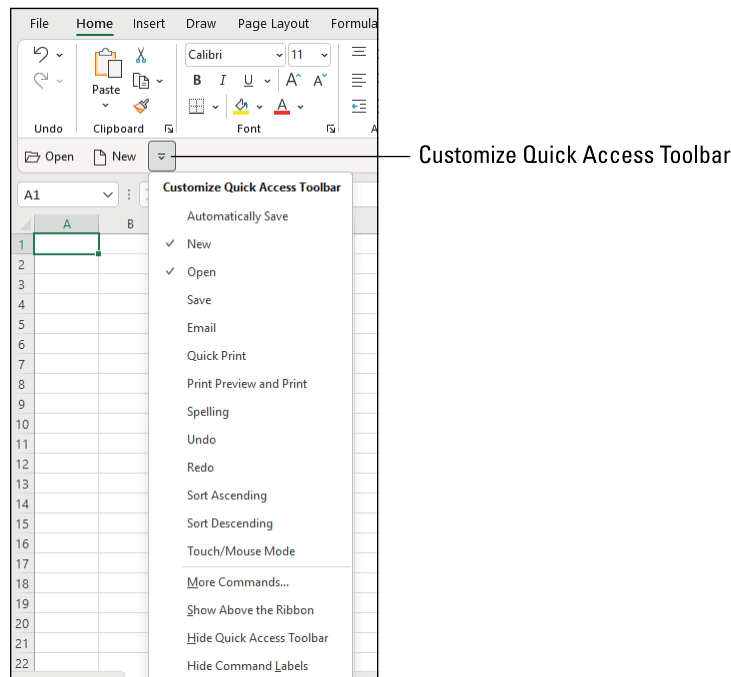 File Home Insert Draw Page Layout Formula
Calibri 11
Paste
B I U A A
A
Undo Clipboard Font A
Open New Customize Quick Access Toolbar
A1
Customize Quick Access Toolbar
A B
Automatically Save
1 New
2 Open
3 Save
4
5 Email
6 Quick Print
7
8 Print Preview and Print
9 Spelling
10
11 Undo
12 Redo
13
14 Sort Ascending
15 Sort Descending
16
17 Touch/Mouse Mode
18 More Commands...
19 Show Above the Ribbon
20
21 Hide Quick Access Toolbar
22 Hide Command Labels